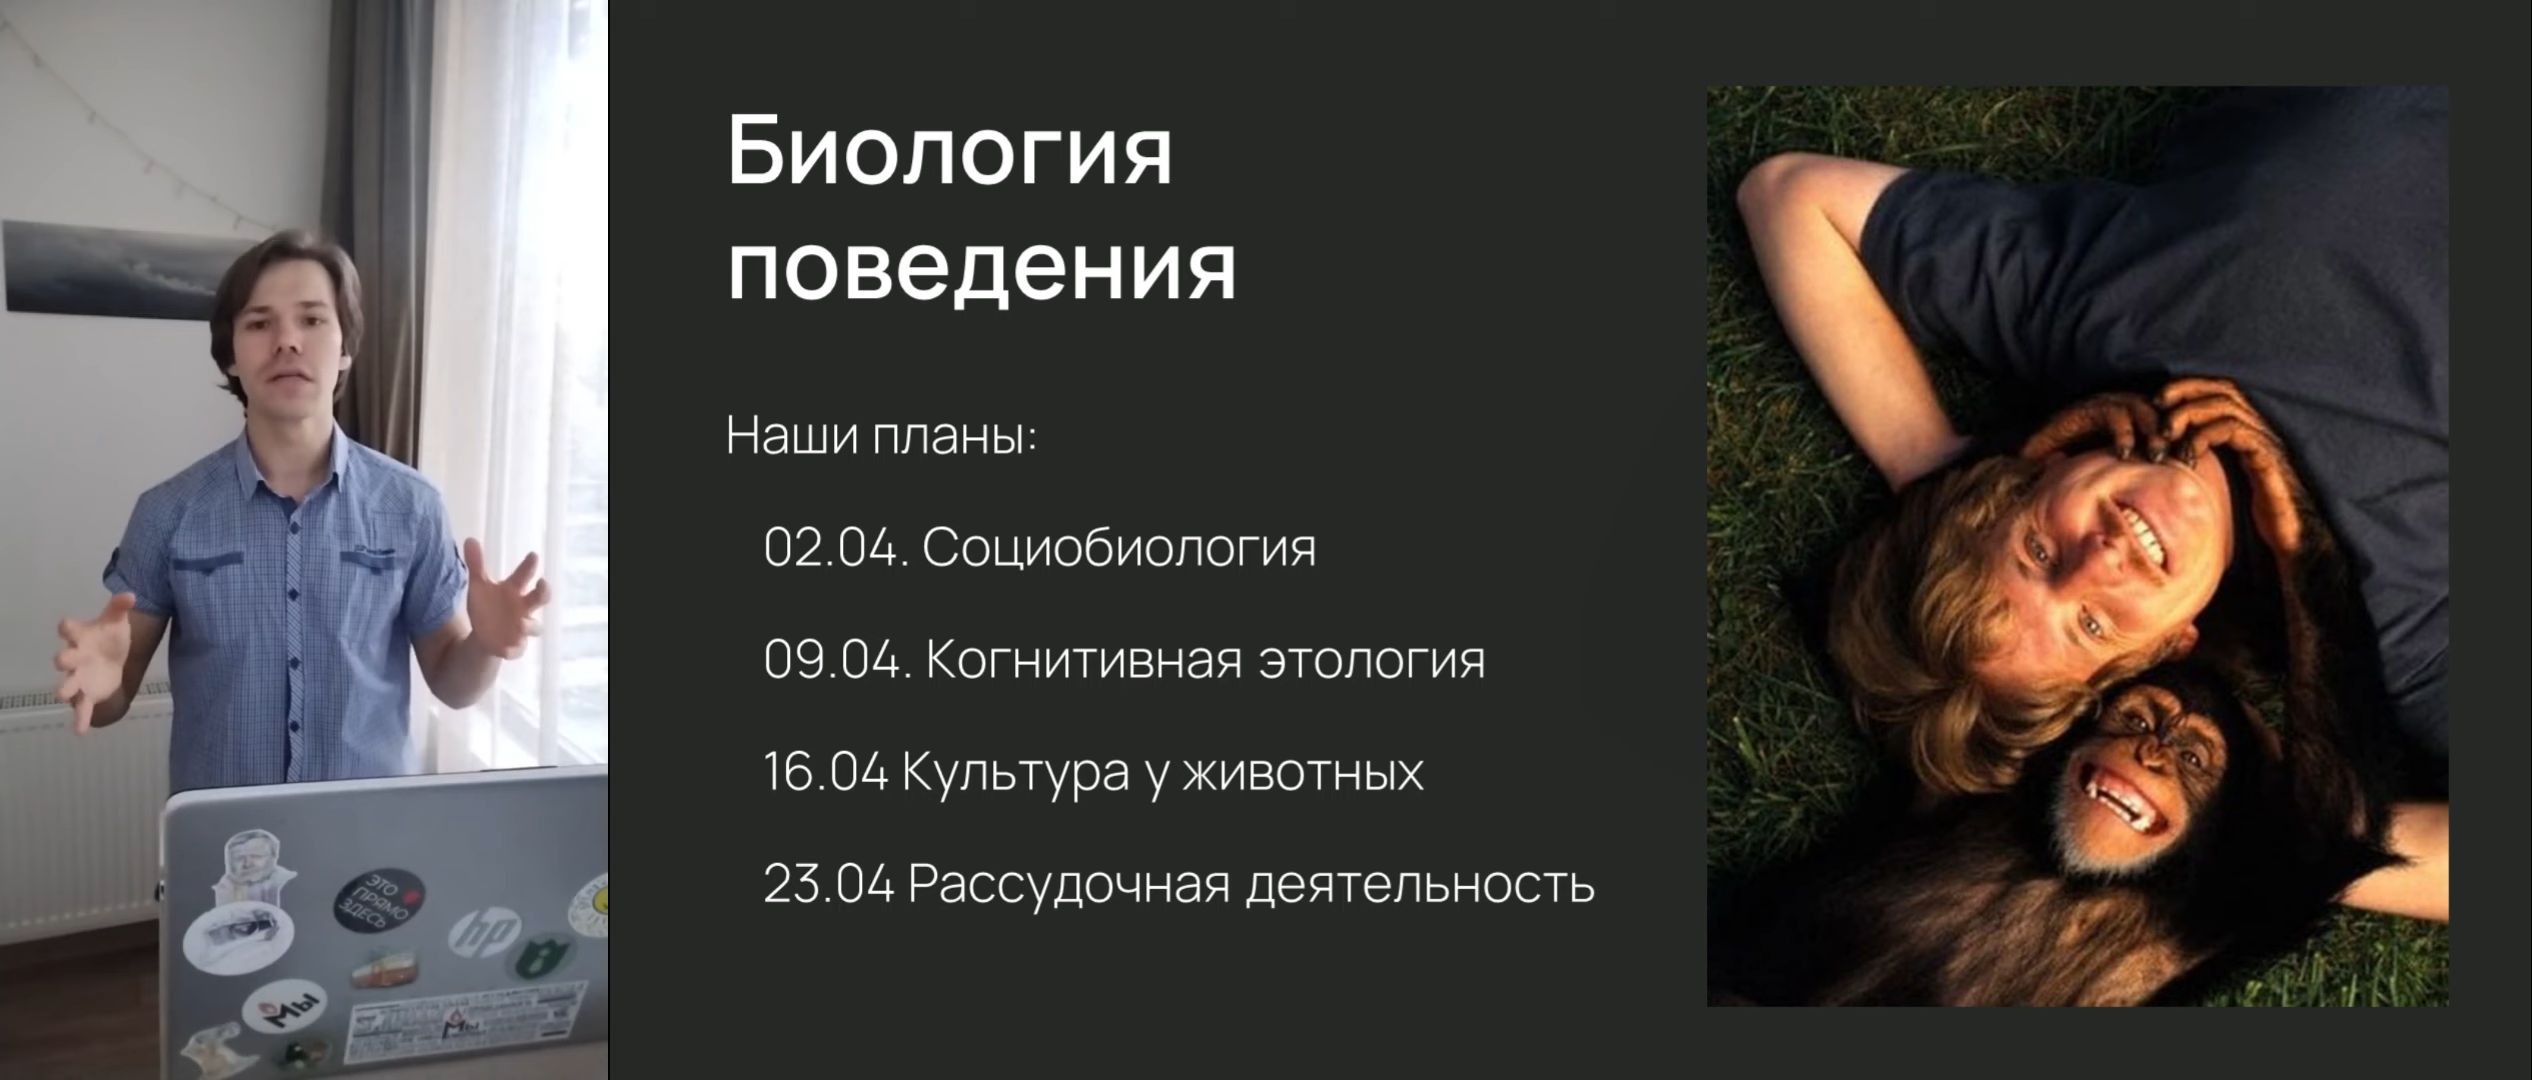 Биология
поведения
Наши планы:
02.04. Социобиология
09.04. Когнитивная этология
16.04 Культура у животных
23.04 Рассудочная деятельность
ЭТО
ПРЯМО
ЗДЕСЬ
hp
Мы
Мы